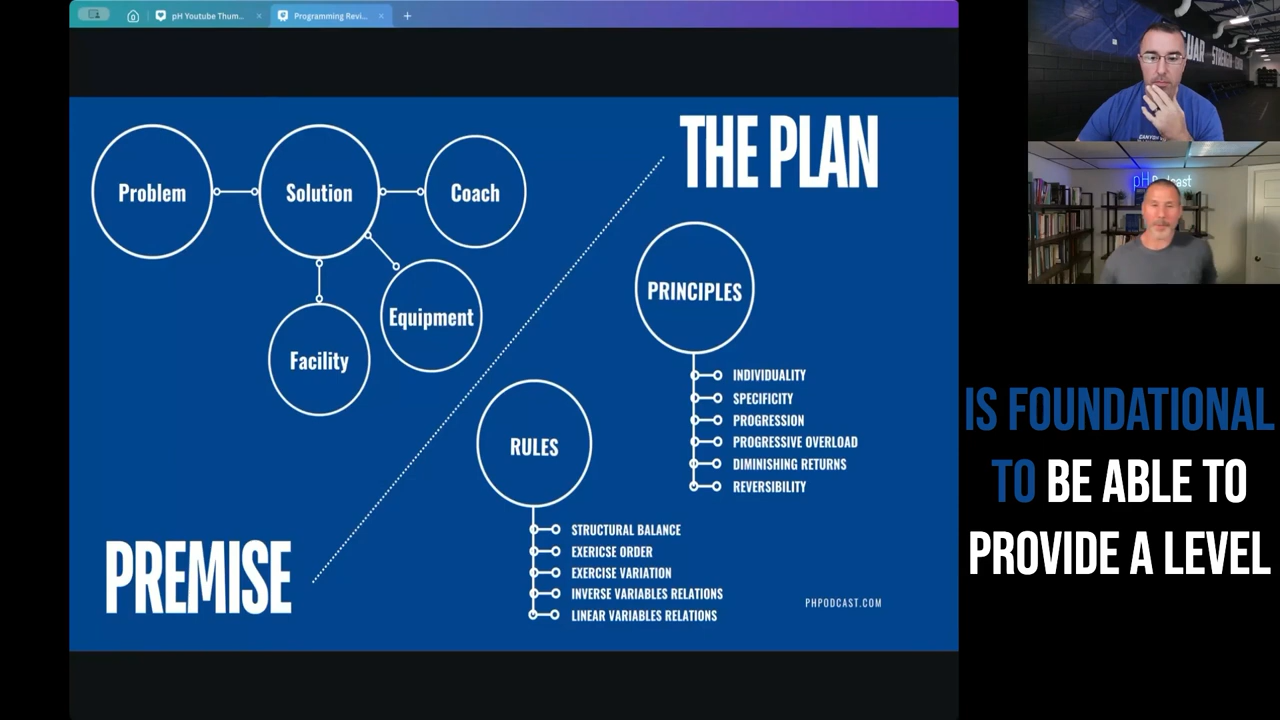 pH Youtube Thum...
Programming Revi...
THE PLAN
Problem
Solution
Coach
Equipment
Facility
PRINCIPLES
INDIVIDUALITY
SPECIFICITY
PROGRESSION
PROGRESSIVE OVERLOAD
DIMINISHING RETURNS
REVERSIBILITY
RULES
STRUCTURAL BALANCE
EXERICSE ORDER
EXERCISE VARIATION
INVERSE VARIABLES RELATIONS
LINEAR VARIABLES RELATIONS
PREMISE
PHPODCAST.COM
pH Podcast
IS FOUNDATIONAL
TO BE ABLE TO
PROVIDE A LEVEL